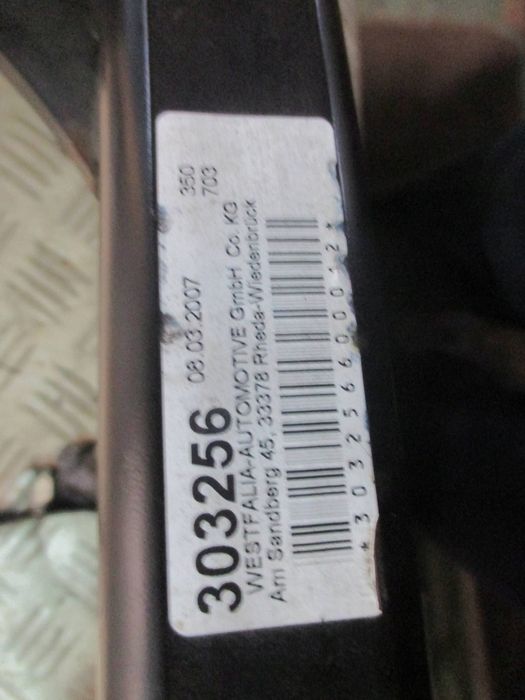 303256 08.03.2007 350
703
WESTFALIA-AUTOMOTIVE GmbH Co. KG
Am Sandberg 45, 33378 Rheda-Wiedenbrück
*303256600012*